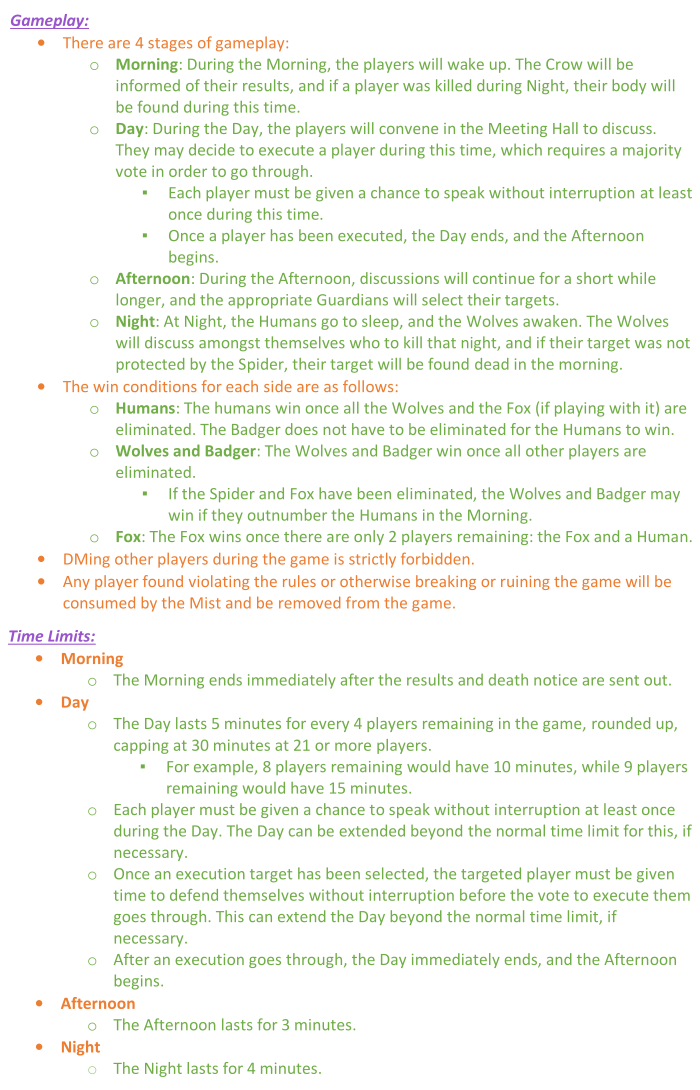 Gameplay:
• There are 4 stages of gameplay:
o Morning: During the Morning, the players will wake up. The Crow will be
informed of their results, and if a player was killed during Night, their body will
be found during this time.
o Day: During the Day, the players will convene in the Meeting Hall to discuss.
They may decide to execute a player during this time, which requires a majority
vote in order to go through.
▪ Each player must be given a chance to speak without interruption at least
once during this time.
▪ Once a player has been executed, the Day ends, and the Afternoon
begins.
o Afternoon: During the Afternoon, discussions will continue for a short while
longer, and the appropriate Guardians will select their targets.
o Night: At Night, the Humans go to sleep, and the Wolves awaken. The Wolves
will discuss amongst themselves who to kill that night, and if their target was not
protected by the Spider, their target will be found dead in the morning.
• The win conditions for each side are as follows:
o Humans: The humans win once all the Wolves and the Fox (if playing with it) are
eliminated. The Badger does not have to be eliminated for the Humans to win.
o Wolves and Badger: The Wolves and Badger win once all other players are
eliminated.
▪ If the Spider and Fox have been eliminated, the Wolves and Badger may
win if they outnumber the Humans in the Morning.
o Fox: The Fox wins once there are only 2 players remaining: the Fox and a Human.
• DMing other players during the game is strictly forbidden.
• Any player found violating the rules or otherwise breaking or ruining the game will be
consumed by the Mist and be removed from the game.
Time Limits:
• Morning
o The Morning ends immediately after the results and death notice are sent out.
• Day
o The Day lasts 5 minutes for every 4 players remaining in the game, rounded up,
capping at 30 minutes at 21 or more players.
▪ For example, 8 players remaining would have 10 minutes, while 9 players
remaining would have 15 minutes.
o Each player must be given a chance to speak without interruption at least once
during the Day. The Day can be extended beyond the normal time limit for this, if
necessary.
o Once an execution target has been selected, the targeted player must be given
time to defend themselves without interruption before the vote to execute them
goes through. This can extend the Day beyond the normal time limit, if
necessary.
o After an execution goes through, the Day immediately ends, and the Afternoon
begins.
• Afternoon
o The Afternoon lasts for 3 minutes.
• Night
o The Night lasts for 4 minutes.